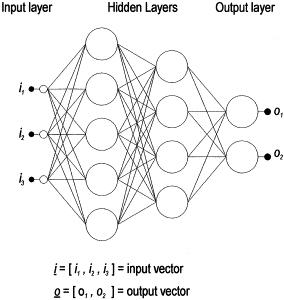 Input layer Hidden Layers Output layer
i1
o1
i2
o2
i3
i = [ i1 , i2 , i3 ] = input vector
o = [ o1 , o2 ] = output vector